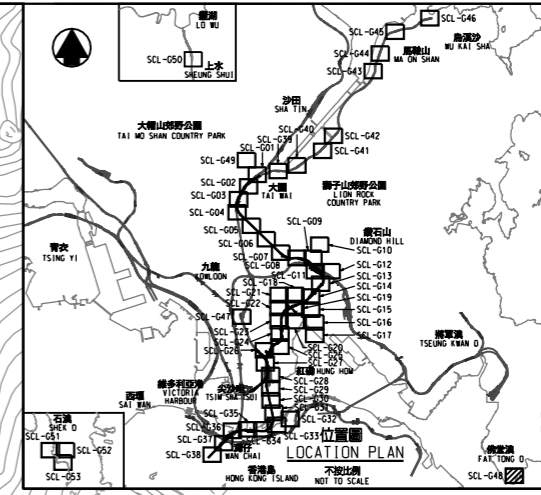 羅湖
LO WU
SCL-G50
上水
SHEUNG SHUI
SCL-G46
SCL-G45
烏溪沙
WU KAI SHA
SCL-G44
馬鞍山
MA ON SHAN
SCL-G43
沙田
SHA TIN
大帽山郊野公園
TAI MO SHAN COUNTRY PARK
SCL-G40
SCL-G39
SCL-G01
SCL-G42
SCL-G41
SCL-G49
SCL-G02
大圍
TAI WAI
SCL-G03
獅子山郊野公園
LION ROCK
COUNTRY PARK
SCL-G04
SCL-G05
SCL-G09
鑽石山
DIAMOND HILL
SCL-G06
SCL-G10
青衣
TSING YI
SCL-G07
SCL-G08
SCL-G12
九龍
KOWLOON
SCL-G11
SCL-G13
SCL-G18
SCL-G14
SCL-G21
SCL-G19
SCL-G22
SCL-G15
SCL-G47
SCL-G16
SCL-G23
SCL-G17
將軍澳
TSEUNG KWAN O
SCL-G24
SCL-G20
SCL-G26
SCL-G27
紅磡
HUNG HOM
維多利亞港
VICTORIA
HARBOUR
尖沙咀
TSIM SHA TSUI
SCL-G28
SCL-G29
西環
SAI WAN
SCL-G30
SCL-G31
SCL-G32
SCL-G35
SCL-G36
SCL-G33
SCL-G34
SCL-G37
灣仔
WAN CHAI
SCL-G38
石澳
SHEK O
SCL-G51
SCL-G52
SCL-G53
位置圖
LOCATION PLAN
香港島
HONG KONG ISLAND
不按比例
NOT TO SCALE
佛堂澳
FAT TONG O
SCL-G48